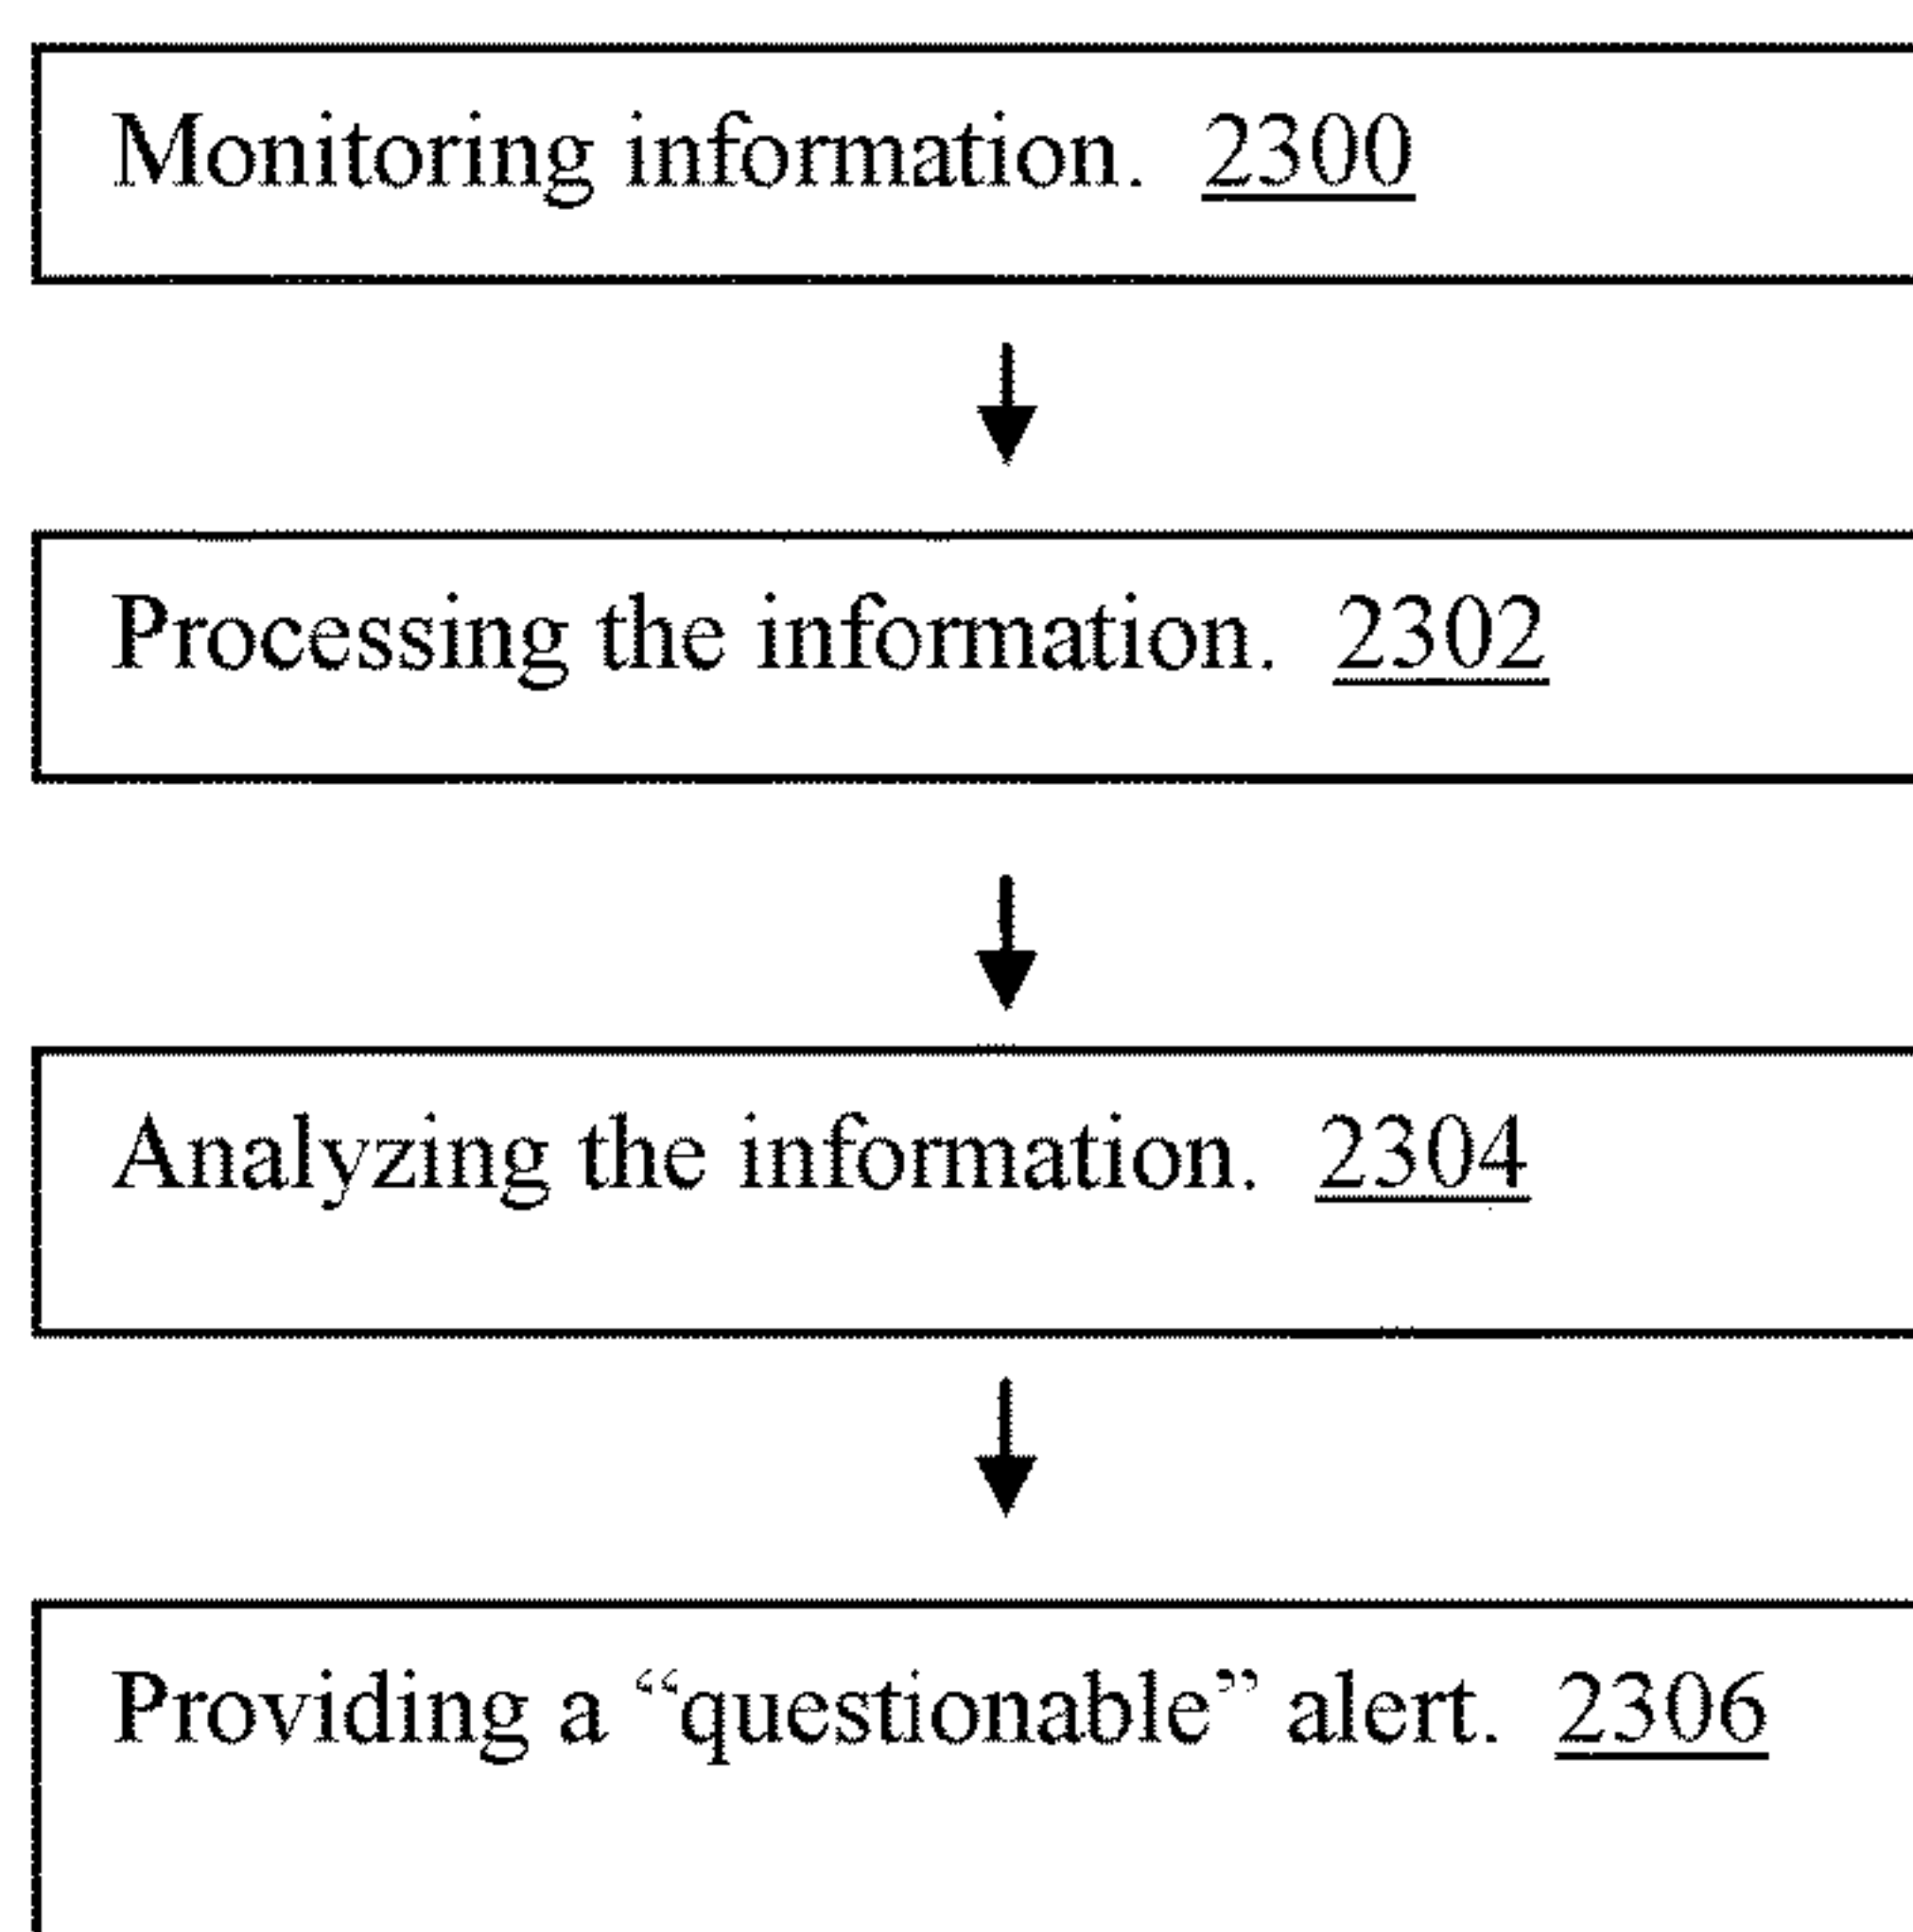 Monitoring information. 2300
Processing the information. 2302
Analyzing the information. 2304
Providing a “questionable” alert. 2306